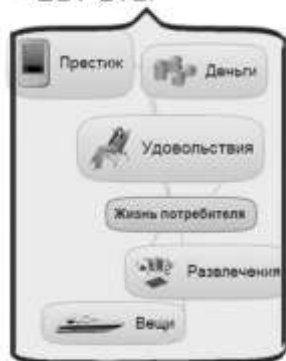 Престиж
Деньги
Удовольствия
Жизнь потребителя
Развлечения
Вещи